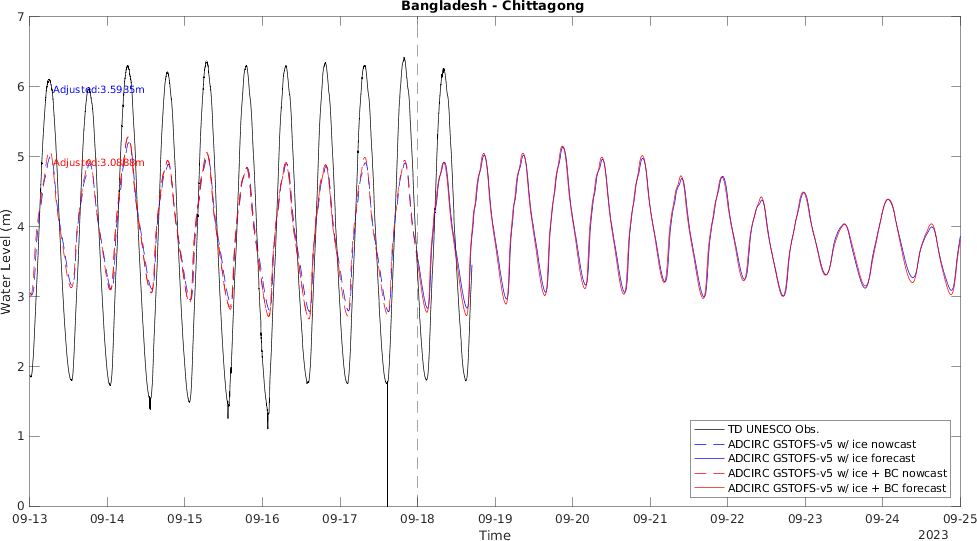 Bangladesh - Chittagong
Water Level (m)
7
6
5
4
3
2
1
0
Adjusted:3.5935m
Adjusted:3.0888m
09-13 09-14 09-15 09-16 09-17 09-18 09-19 09-20 09-21 09-22 09-23 09-24 09-25
Time
2023
TD UNESCO Obs.
ADCIRC GSTOFS-v5 w/ ice nowcast
ADCIRC GSTOFS-v5 w/ ice forecast
ADCIRC GSTOFS-v5 w/ ice + BC nowcast
ADCIRC GSTOFS-v5 w/ ice + BC forecast